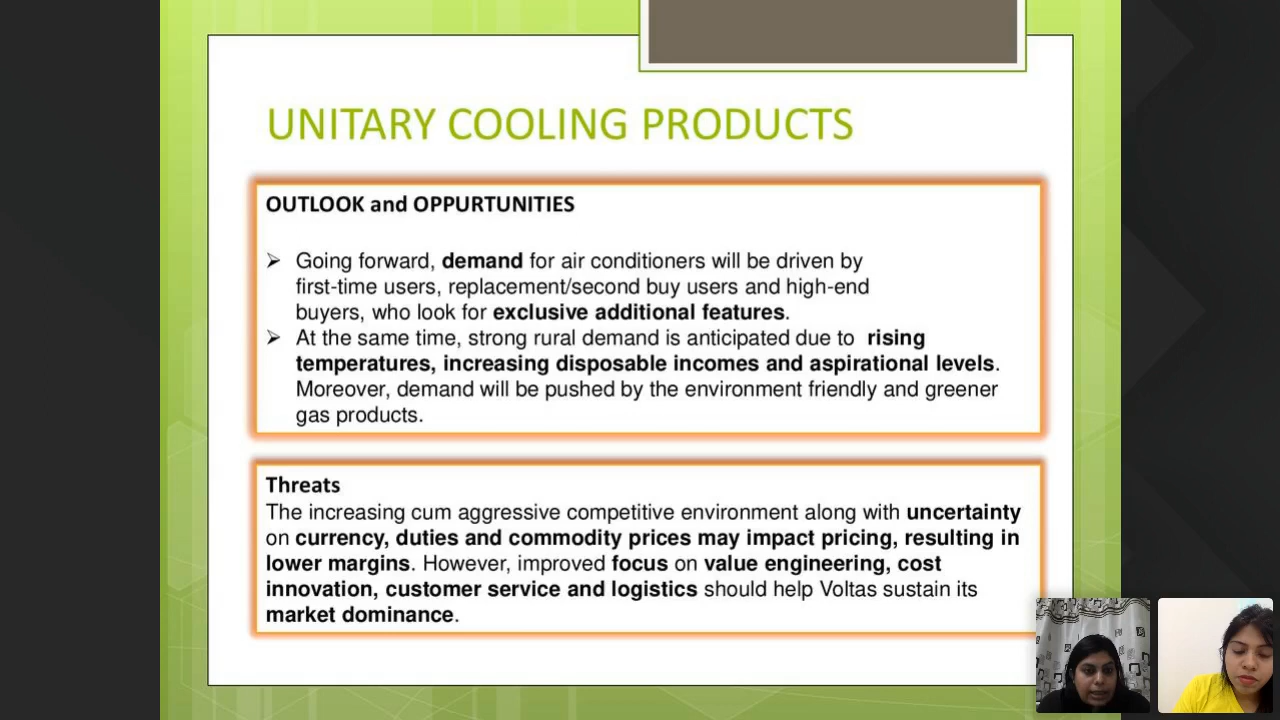 UNITARY COOLING PRODUCTS
OUTLOOK and OPPURTUNITIES
Going forward, demand for air conditioners will be driven by
first-time users, replacement/second buy users and high-end
buyers, who look for exclusive additional features.
At the same time, strong rural demand is anticipated due to rising
temperatures, increasing disposable incomes and aspirational levels.
Moreover, demand will be pushed by the environment friendly and greener
gas products.
Threats
The increasing cum aggressive competitive environment along with uncertainty
on currency, duties and commodity prices may impact pricing, resulting in
lower margins. However, improved focus on value engineering, cost
innovation, customer service and logistics should help Voltas sustain its
market dominance.